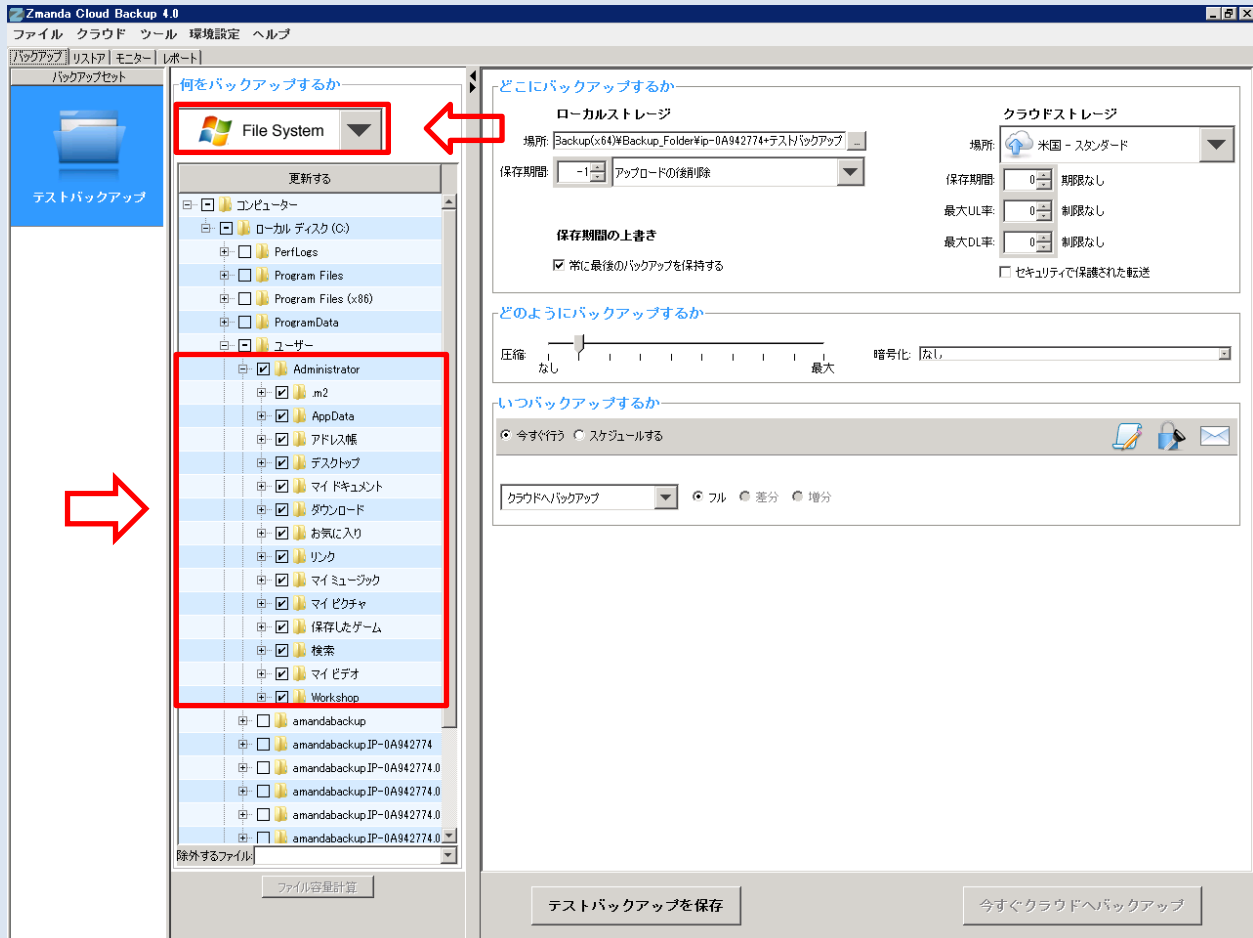 Zmanda Cloud Backup 4.0
ファイル クラウド ツール 環境設定 ヘルプ
バックアップ リストア モニター レポート
バックアップセット
テストバックアップ
何をバックアップするか
File System
更新する
コンピューター
ローカル ディスク (C:)
PerfLogs
Program Files
Program Files (x86)
ProgramData
ユーザー
Administrator
.m2
AppData
アドレス帳
デスクトップ
マイ ドキュメント
ダウンロード
お気に入り
リンク
マイ ミュージック
マイ ピクチャ
保存したゲーム
検索
マイ ビデオ
Workshop
amandabackup
amandabackup.IP-0A942774
amandabackup.IP-0A942774.0
amandabackup.IP-0A942774.0
amandabackup.IP-0A942774.0
amandabackup.IP-0A942774.0
除外するファイル:
ファイル容量計算
どこにバックアップするか
ローカルストレージ
場所: Backup(x64)¥Backup_Folder¥ip-0A942774+テストバックアップ ...
保存期間: -1 アップロードの後削除
保存期間の上書き
常に最後のバックアップを保持する
クラウドストレージ
場所: 米国 - スタンダード
保存期間: 0 期限なし
最大UL率: 0 制限なし
最大DL率: 0 制限なし
セキュリティで保護された転送
どのようにバックアップするか
圧縮: なし 最大
暗号化: なし
いつバックアップするか
今すぐ行う スケジュールする
クラウドへバックアップ フル 差分 増分
テストバックアップを保存
今すぐクラウドへバックアップ